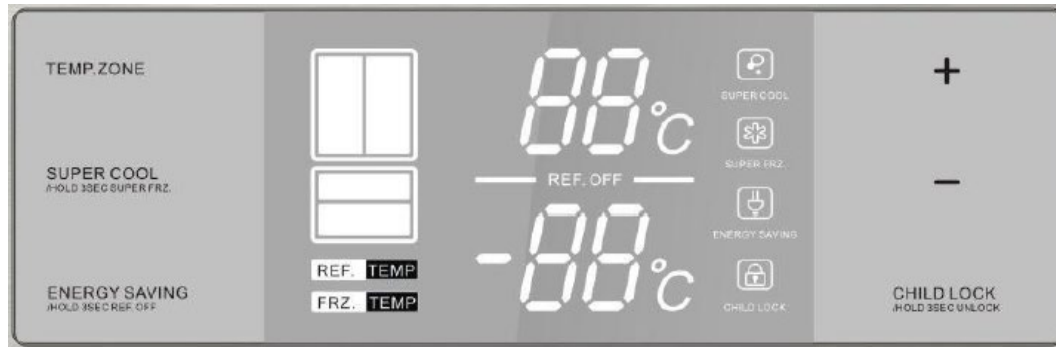 TEMP.ZONE
SUPER COOL
/HOLD 3SEC SUPER FRZ.
ENERGY SAVING
/HOLD 3SEC REF. OFF
REF. TEMP
FRZ. TEMP
88°C
REF. OFF
-88°C
SUPER COOL
SUPER FRZ.
ENERGY SAVING
CHILD LOCK
+
−
CHILD LOCK
/HOLD 3SEC UNLOCK